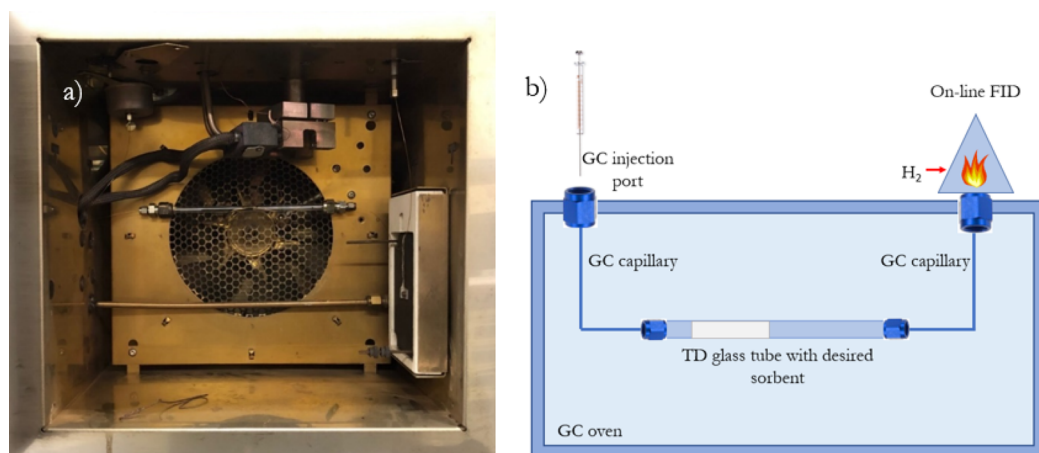 a)
b)
On-line FID
GC injection
port
H₂
GC capillary
GC capillary
TD glass tube with desired
sorbent
GC oven